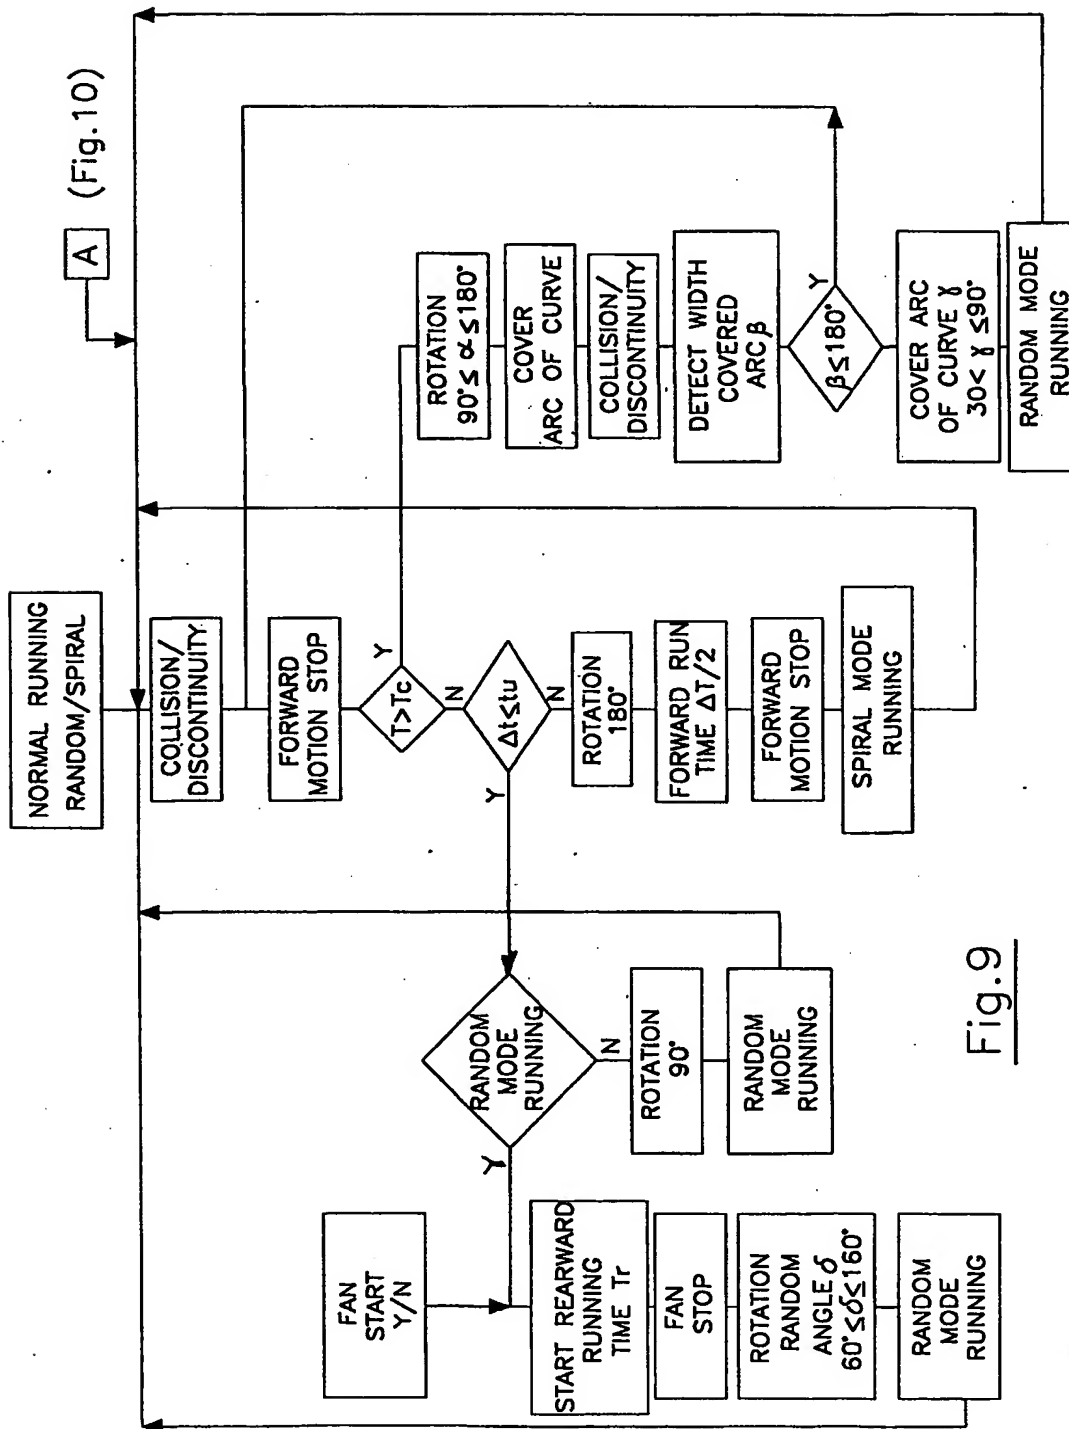 NORMAL RUNNING
RANDOM/SPIRAL
A (Fig.10)
COLLISION/
DISCONTINUITY
FORWARD
MOTION STOP
T>Tc
Y
N
Δt≤tu
Y
N
ROTATION
180°
FORWARD RUN
TIME ΔT/2
FORWARD
MOTION STOP
SPIRAL MODE
RUNNING
ROTATION
90°≤ α ≤180°
COVER
ARC OF CURVE
COLLISION/
DISCONTINUITY
DETECT WIDTH
COVERED
ARC β
β≤180°
Y
COVER ARC
OF CURVE γ
30< γ ≤90°
RANDOM MODE
RUNNING
RANDOM
MODE
RUNNING
Y
N
ROTATION
90°
RANDOM
MODE
RUNNING
FAN
START
Y/N
START REARWARD
RUNNING
TIME Tr
FAN
STOP
ROTATION
RANDOM
ANGLE δ
60°≤δ≤160°
RANDOM
MODE
RUNNING
Fig.9